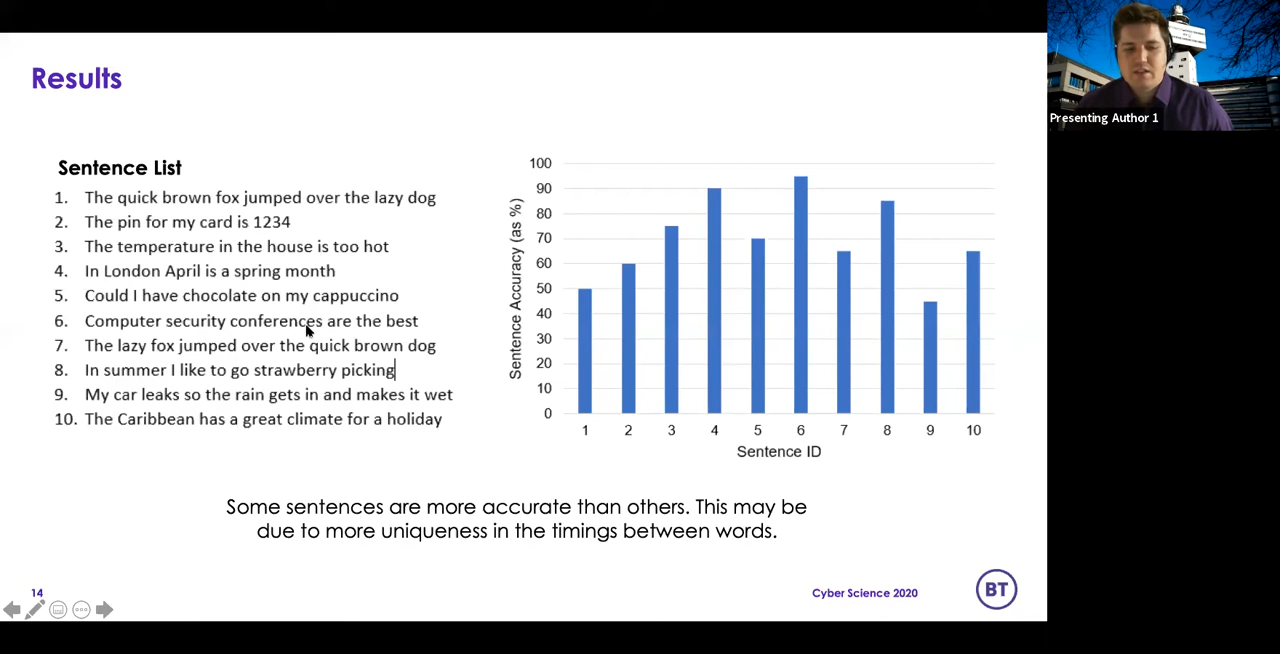 Results
Presenting Author 1
Sentence List
1. The quick brown fox jumped over the lazy dog
2. The pin for my card is 1234
3. The temperature in the house is too hot
4. In London April is a spring month
5. Could I have chocolate on my cappuccino
6. Computer security conferences are the best
7. The lazy fox jumped over the quick brown dog
8. In summer I like to go strawberry picking
9. My car leaks so the rain gets in and makes it wet
10. The Caribbean has a great climate for a holiday
Sentence Accuracy (as %)
100
90
80
70
60
50
40
30
20
10
0
1 2 3 4 5 6 7 8 9 10
Sentence ID
Some sentences are more accurate than others. This may be
due to more uniqueness in the timings between words.
14
Cyber Science 2020
BT